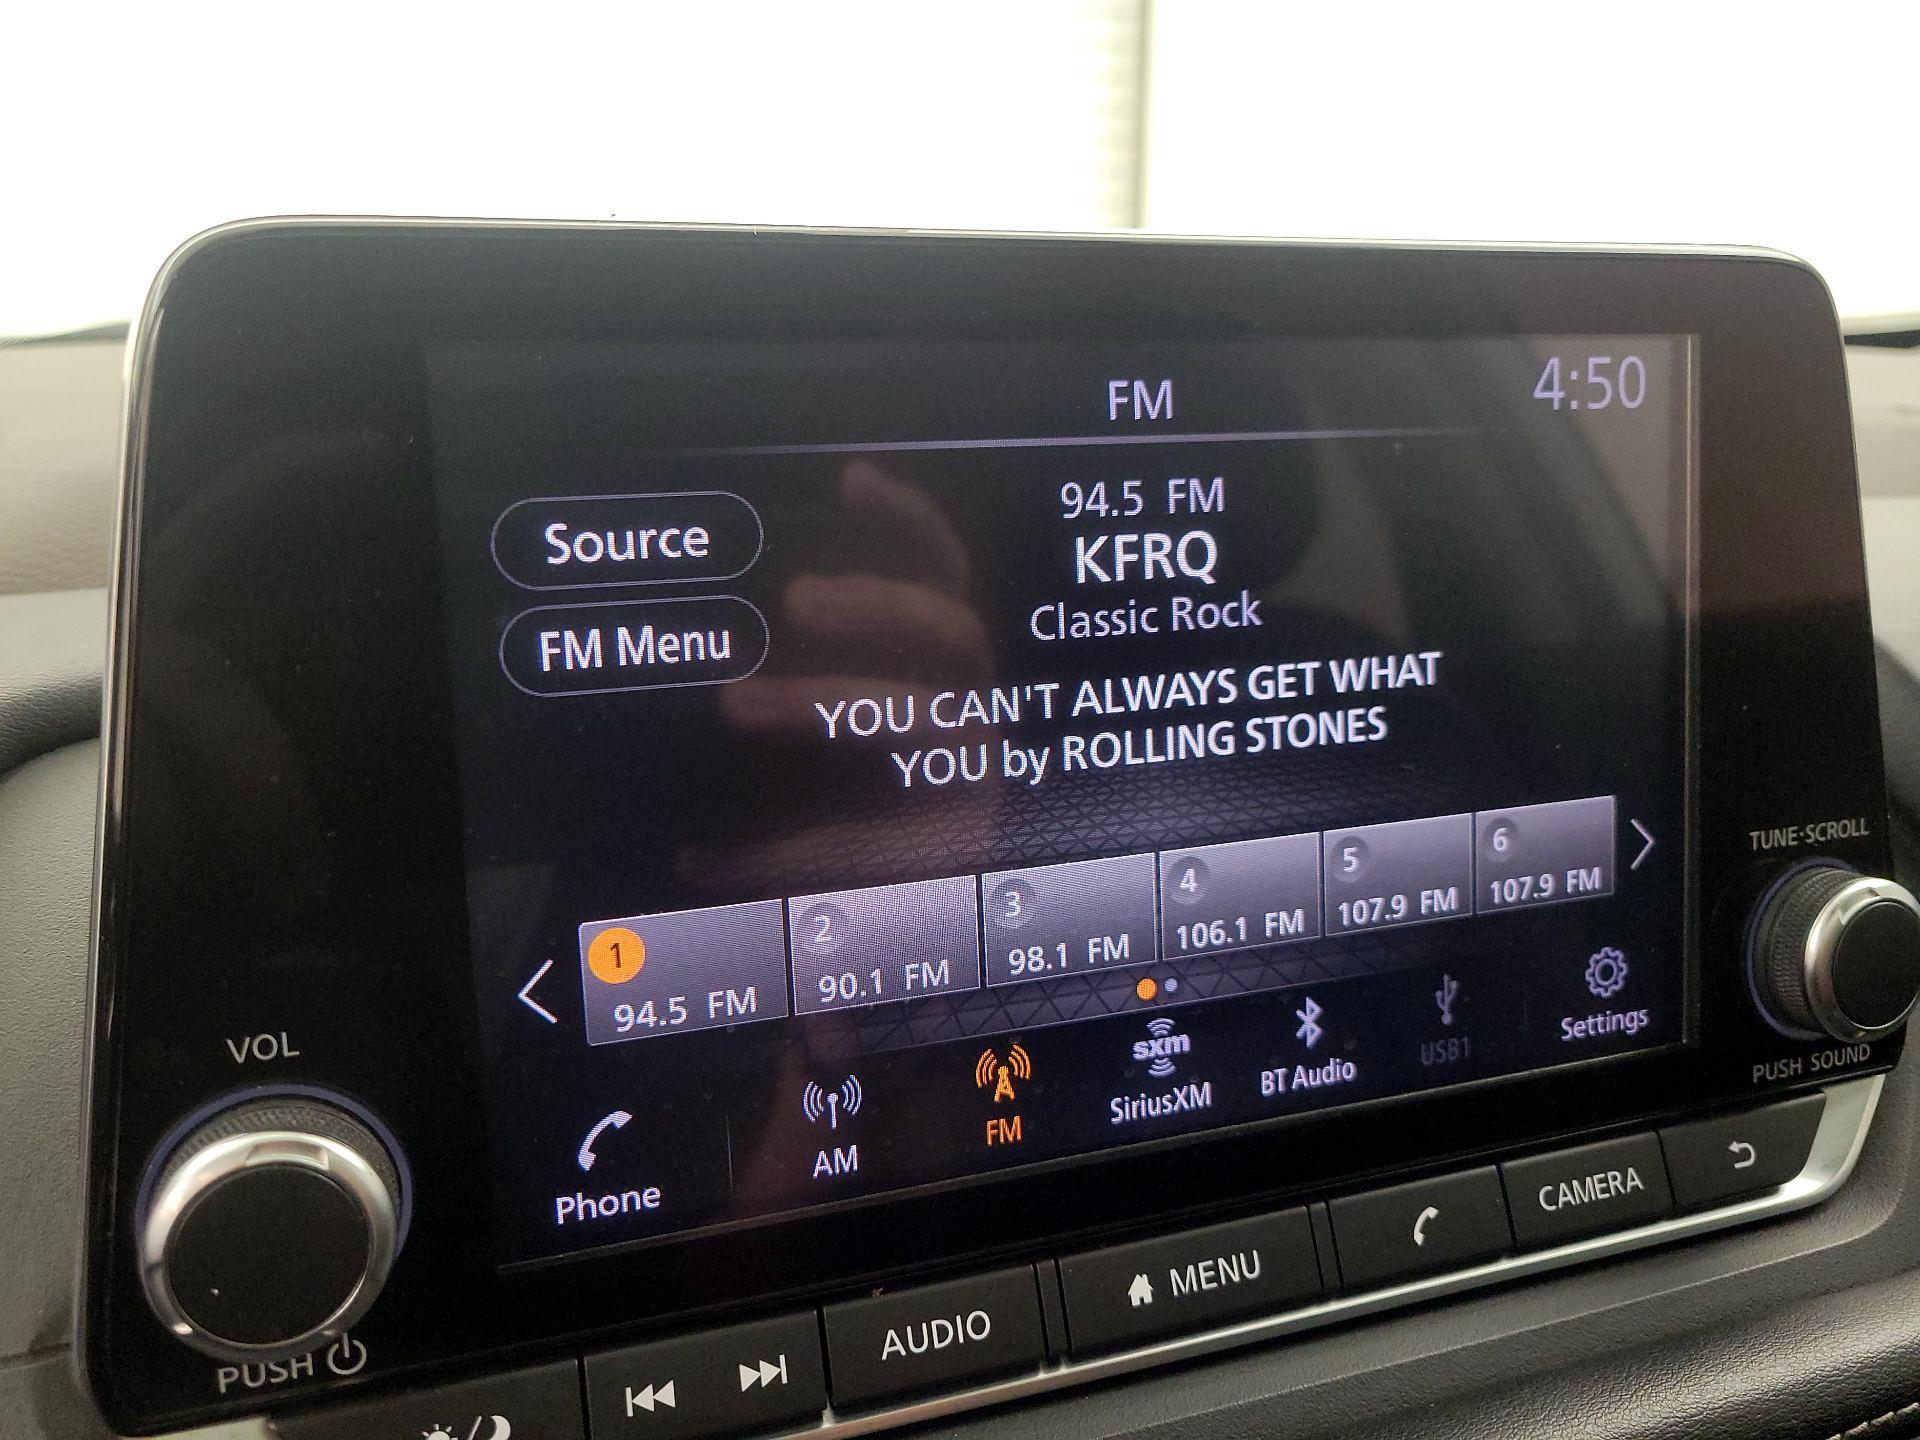 FM
4:50
94.5 FM
KFRQ
Classic Rock
Source
FM Menu
YOU CAN'T ALWAYS GET WHAT
YOU by ROLLING STONES
1
94.5 FM
2
90.1 FM
3
98.1 FM
4
106.1 FM
5
107.9 FM
6
107.9 FM
Phone
AM
FM
sxm
SiriusXM
BT Audio
USB1
Settings
VOL
PUSH
TUNE·SCROLL
PUSH SOUND
AUDIO
MENU
CAMERA